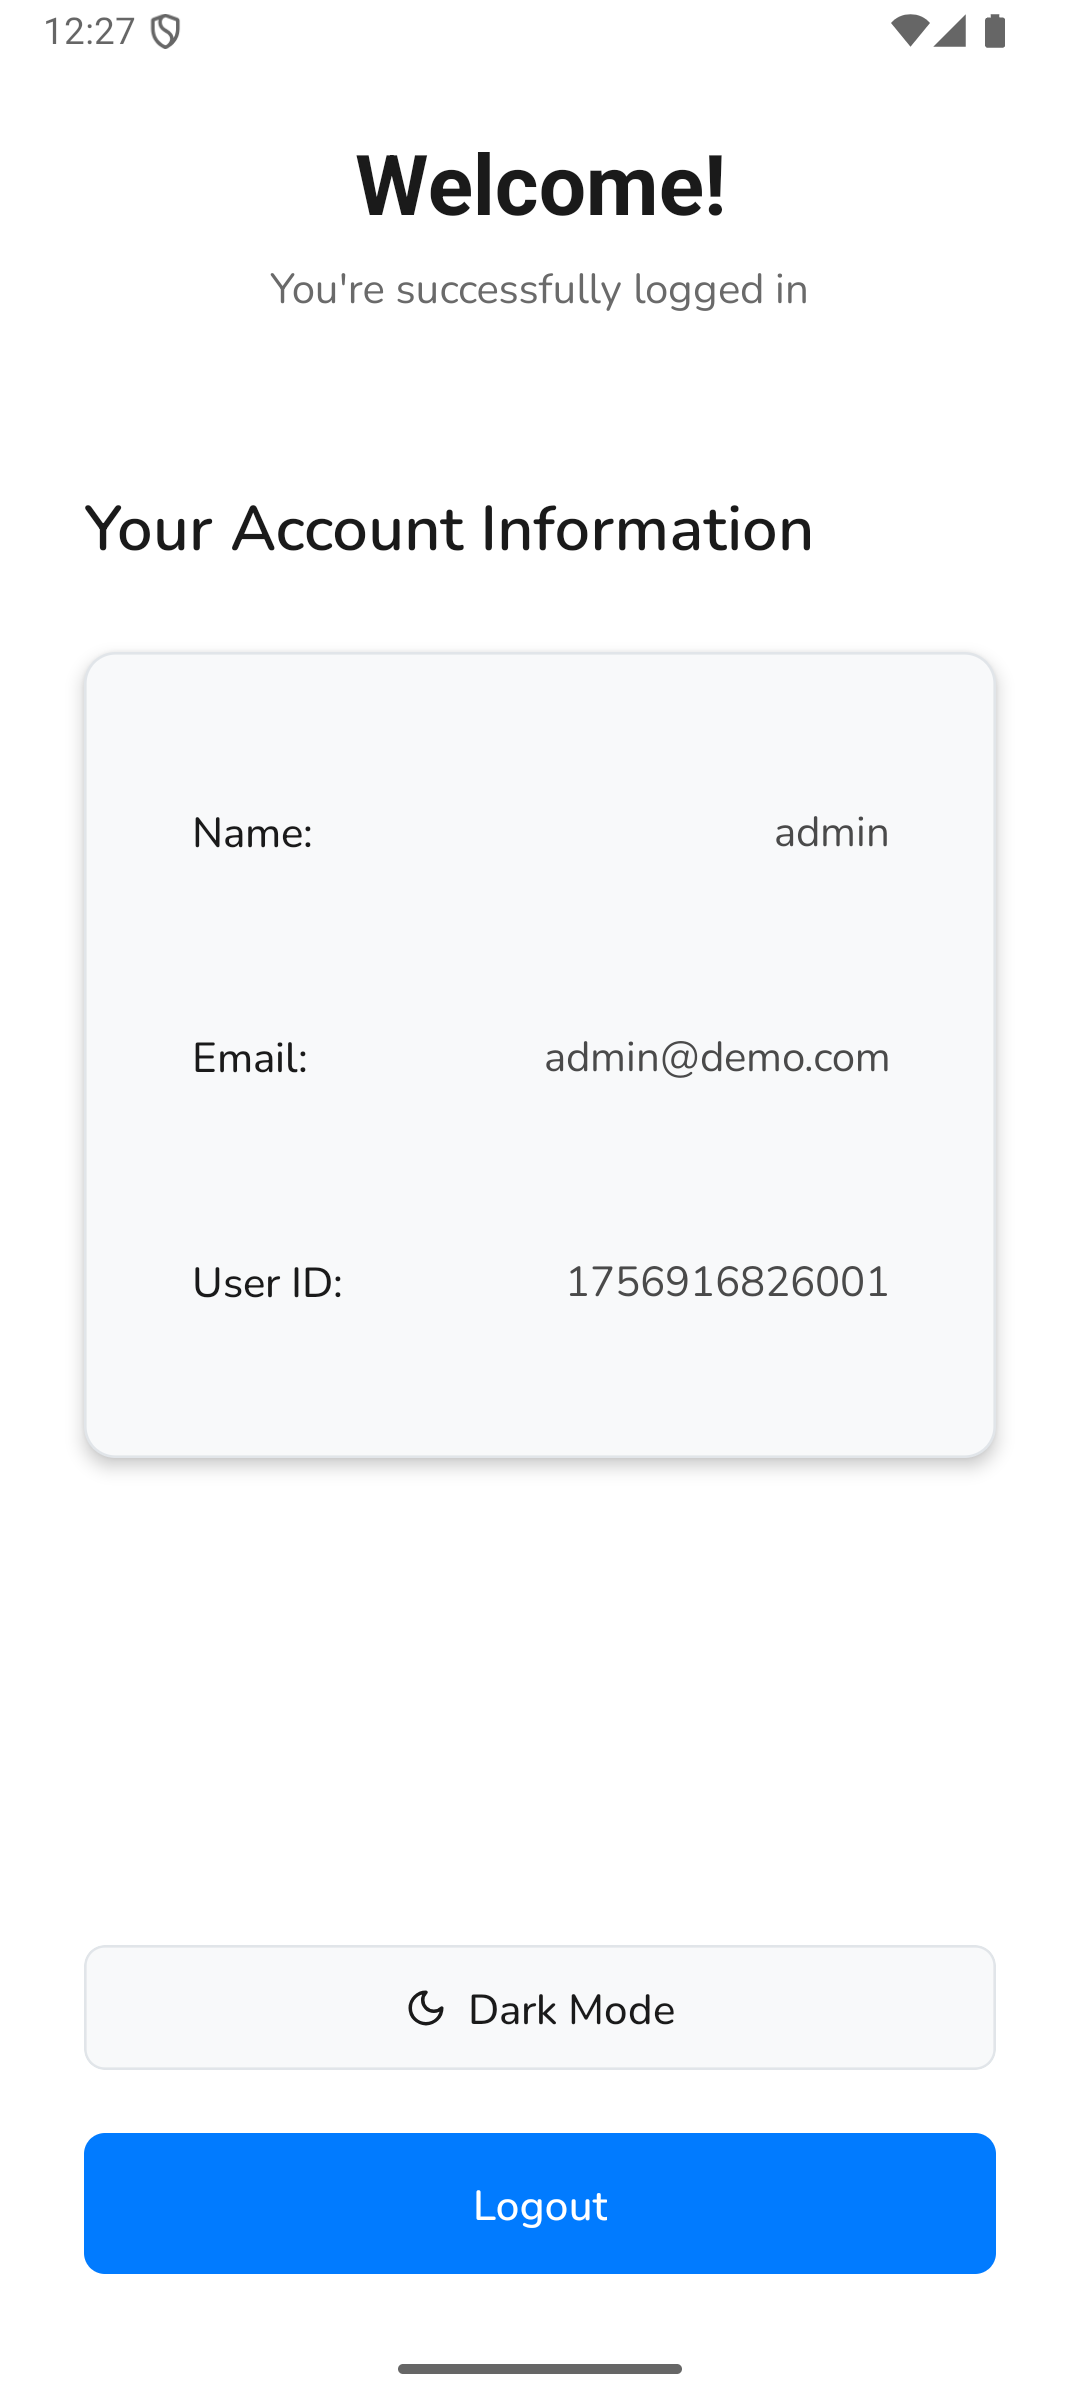 12:27
Welcome!
You're successfully logged in
Your Account Information
Name: admin
Email: admin@demo.com
User ID: 1756916826001
Dark Mode
Logout